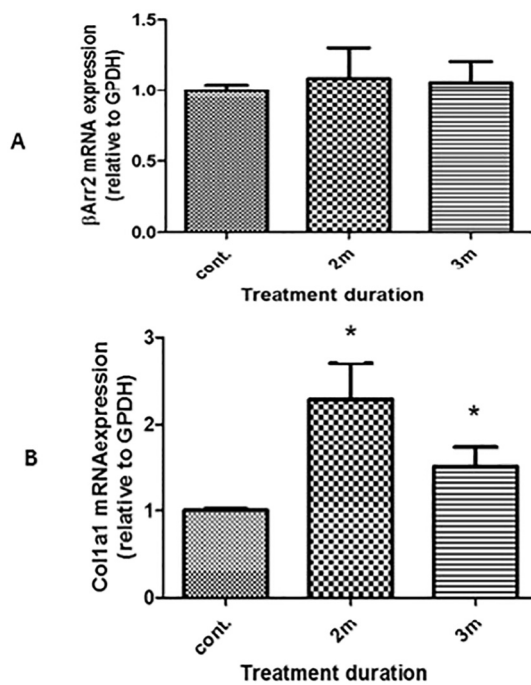 A
βArr2 mRNA expression
(relative to GPDH)
1.5
1.0
0.5
0.0
cont.
2m
3m
Treatment duration
B
Col1a1 mRNAexpression
(relative to GPDH)
3
2
1
0
*
*
cont.
2m
3m
Treatment duration